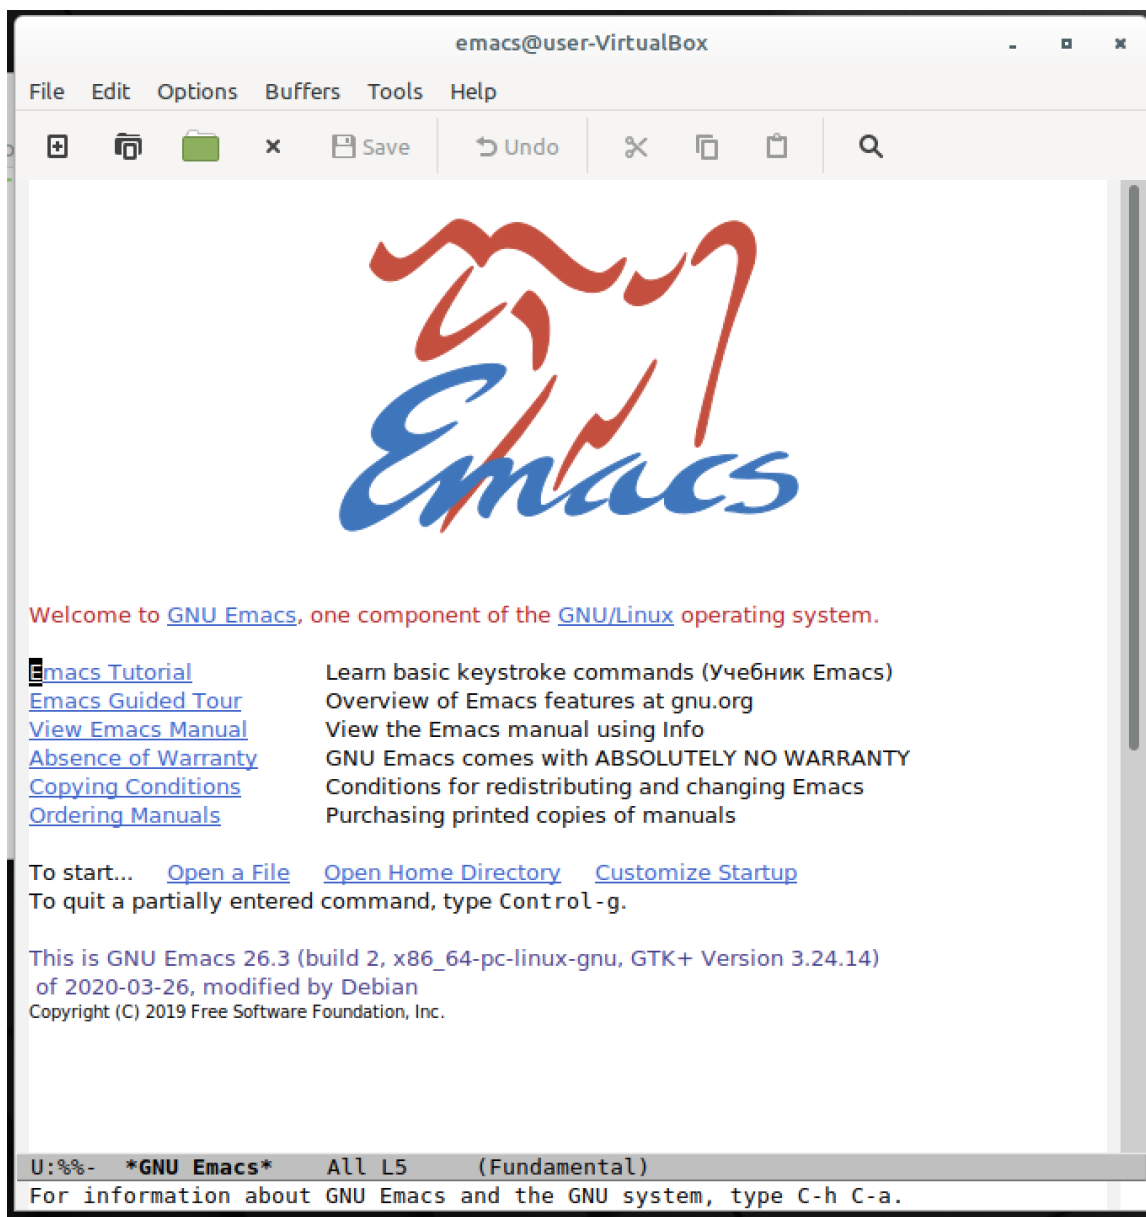 emacs@user-VirtualBox
File Edit Options Buffers Tools Help
Save Undo
Emacs
Welcome to GNU Emacs, one component of the GNU/Linux operating system.
Emacs Tutorial Learn basic keystroke commands (Учебник Emacs)
Emacs Guided Tour Overview of Emacs features at gnu.org
View Emacs Manual View the Emacs manual using Info
Absence of Warranty GNU Emacs comes with ABSOLUTELY NO WARRANTY
Copying Conditions Conditions for redistributing and changing Emacs
Ordering Manuals Purchasing printed copies of manuals
To start... Open a File Open Home Directory Customize Startup
To quit a partially entered command, type Control-g.
This is GNU Emacs 26.3 (build 2, x86_64-pc-linux-gnu, GTK+ Version 3.24.14)
of 2020-03-26, modified by Debian
Copyright (C) 2019 Free Software Foundation, Inc.
U:%%- *GNU Emacs* All L5 (Fundamental)
For information about GNU Emacs and the GNU system, type C-h C-a.